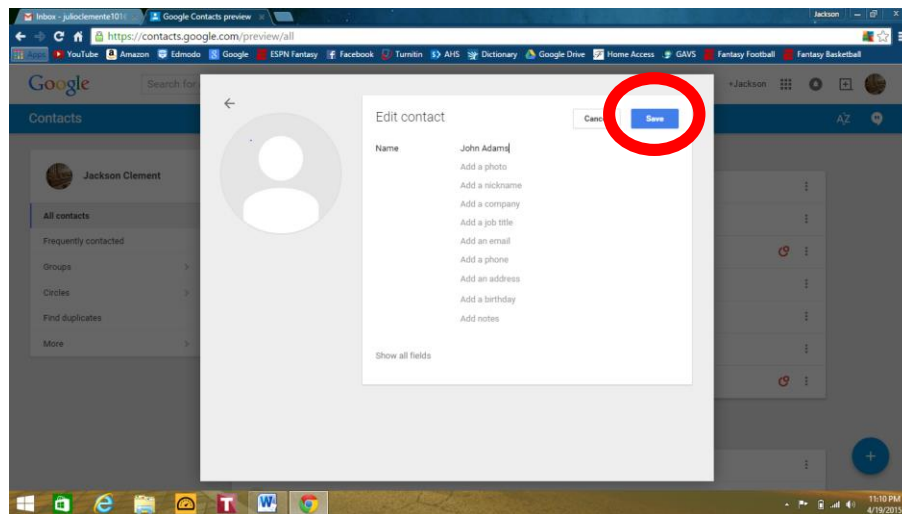 Jackson
Inbox - julioclemente101
Google Contacts preview
https://contacts.google.com/preview/all
Apps YouTube Amazon Edmodo Google ESPN Fantasy Facebook Turnitin AHS Dictionary Google Drive Home Access GAVS Fantasy Football Fantasy Basketball
Google
Search for
+Jackson
Contacts
AZ
Edit contact
Save
Name John Adams
Add a photo
Add a nickname
Add a company
Add a job title
Add an email
Add a phone
Add an address
Add a birthday
Add notes
Show all fields
Jackson Clement
All contacts
Frequently contacted
Groups
Circles
Find duplicates
More
11:10 PM
4/19/2015